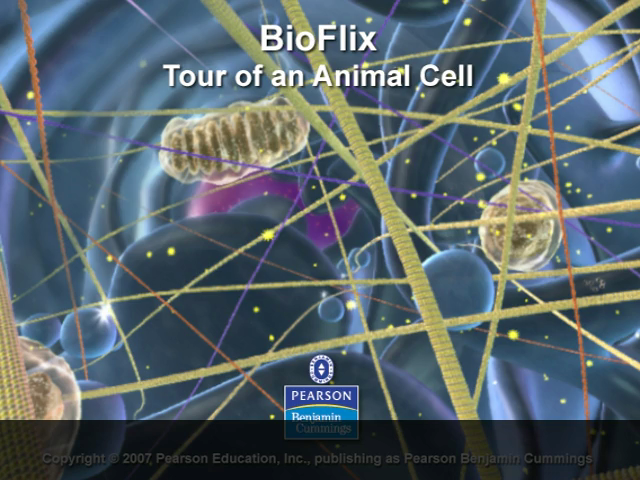 BioFlix
Tour of an Animal Cell
PEARSON
Benjamin
Cummings
Copyright © 2007, Pearson Education, Inc., publishing as Pearson Benjamin Cummings